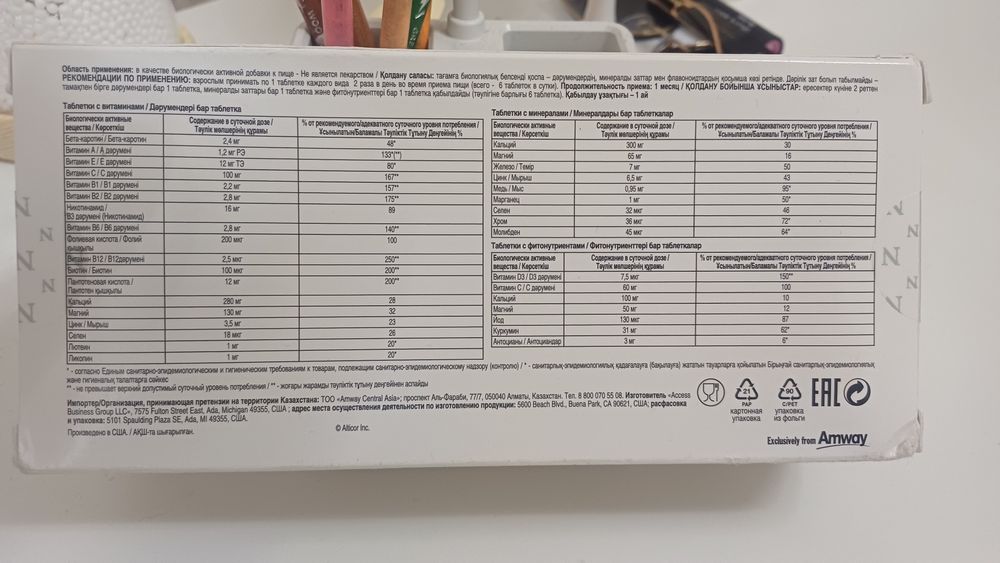 Область применения: в качестве биологически активной добавки к пище - Не является лекарством / Қолдану саласы: тағамға биологиялық белсенді қоспа – дәрумендердің, минералды заттар мен флавоноидтардың қосымша көзі ретінде. Дәрілік зат болып табылмайды –
РЕКОМЕНДАЦИИ ПО ПРИМЕНЕНИЮ: взрослым принимать по 1 таблетке каждого вида 2 раза в день во время приема пищи (всего - 6 таблеток в сутки). Продолжительность приема: 1 месяц / ҚОЛДАНУ БОЙЫНША ҰСЫНЫСТАР: ересектер күніне 2 реттен
тамақпен бірге дәрумендері бар 1 таблетка, минералды заттары бар 1 таблетка және фитонутриенттері бар 1 таблетка қабылдайды (тәулігіне барлығы 6 таблетка). Қабылдау ұзақтығы – 1 ай
Таблетки с витаминами / Дәрумендері бар таблетка
Биологически активные вещества / Көрсеткіш Содержание в суточной дозе / Тәулік мөлшерінің құрамы % от рекомендуемого/адекватного суточного уровня потребления / Ұсынылатын/Баламалы Тәуліктік Тұтыну Деңгейінің %
Бета-каротин / Бета-каротин 2,4 мг 48*
Витамин А / А дәрумені 1,2 мг РЭ 133*(**)
Витамин Е / Е дәрумені 12 мг ТЭ 80*
Витамин С / С дәрумені 100 мг 167**
Витамин В1 / В1 дәрумені 2,2 мг 157**
Витамин В2 / В2 дәрумені 2,8 мг 175**
Никотинамид / В3 дәрумені (Никотинамид) 16 мг 89
Витамин В6 / В6 дәрумені 2,8 мг 140**
Фолиевая кислота / Фолий қышқылы 200 мкг 100
Витамин В12 / В12дәрумені 2,5 мкг 250**
Биотин / Биотин 100 мкг 200**
Пантотеновая кислота / Пантотен қышқылы 12 мг 200**
Кальций 280 мг 28
Магний 130 мг 32
Цинк / Мырыш 3,5 мг 23
Селен 18 мкг 26
Лютеин 1 мг 20*
Ликопин 1 мг 20*
Таблетки с минералами / Минералдары бар таблеткалар
Биологически активные вещества / Көрсеткіш Содержание в суточной дозе / Тәулік мөлшерінің құрамы % от рекомендуемого/адекватного суточного уровня потребления / Ұсынылатын/Баламалы Тәуліктік Тұтыну Деңгейінің %
Кальций 300 мг 30
Магний 65 мг 16
Железо / Темір 7 мг 50
Цинк / Мырыш 6,5 мг 43
Медь / Мыс 0,95 мг 95*
Марганец 1 мг 50*
Селен 32 мкг 46
Хром 36 мкг 72*
Молибден 45 мкг 64*
Таблетки с фитонутриентами / Фитонутриенттері бар таблеткалар
Биологически активные вещества / Көрсеткіш Содержание в суточной дозе / Тәулік мөлшерінің құрамы % от рекомендуемого/адекватного суточного уровня потребления / Ұсынылатын/Баламалы Тәуліктік Тұтыну Деңгейінің %
Витамин D3 / D3 дәрумені 7,5 мкг 150**
Витамин С / С дәрумені 60 мг 100
Кальций 100 мг 10
Магний 50 мг 12
Йод 130 мкг 87
Куркумин 31 мг 62*
Антоцианы / Антоциандар 3 мг 6*
* - согласно Единым санитарно-эпидемиологическим и гигиеническим требованиям к товарам, подлежащим санитарно-эпидемиологическому надзору (контролю) / * - санитарлық-эпидемиологиялық қадағалауға (бақылауға) жататын тауарларға қойылатын Бірыңғай санитарлық-эпидемиологиялық
және гигиеналық талаптарға сәйкес
** - не превышает верхний допустимый суточный уровень потребления / ** - жоғары жарамды тәуліктік тұтыну деңгейінен аспайды
Импортер/Организация, принимающая претензии на территории Казахстана: ТОО «Amway Central Asia»; проспект Аль-Фараби, 77/7, 050040 Алматы, Казахстан. Тел. 8 800 070 55 08. Изготовитель «Access
Business Group LLC», 7575 Fulton Street East, Ada, Michigan 49355, США ; адрес места осуществления деятельности по изготовлению продукции: 5600 Beach Blvd., Buena Park, CA 90621, США; расфасовка
и упаковка: 5101 Spaulding Plaza SE, Ada, MI 49355, США.
Произведено в США. / АҚШ-та шығарылған.
© Alticor Inc.
21
PAP
картонная
упаковка
90
C/PET
упаковка
из фольги
EAC
Exclusively from Amway